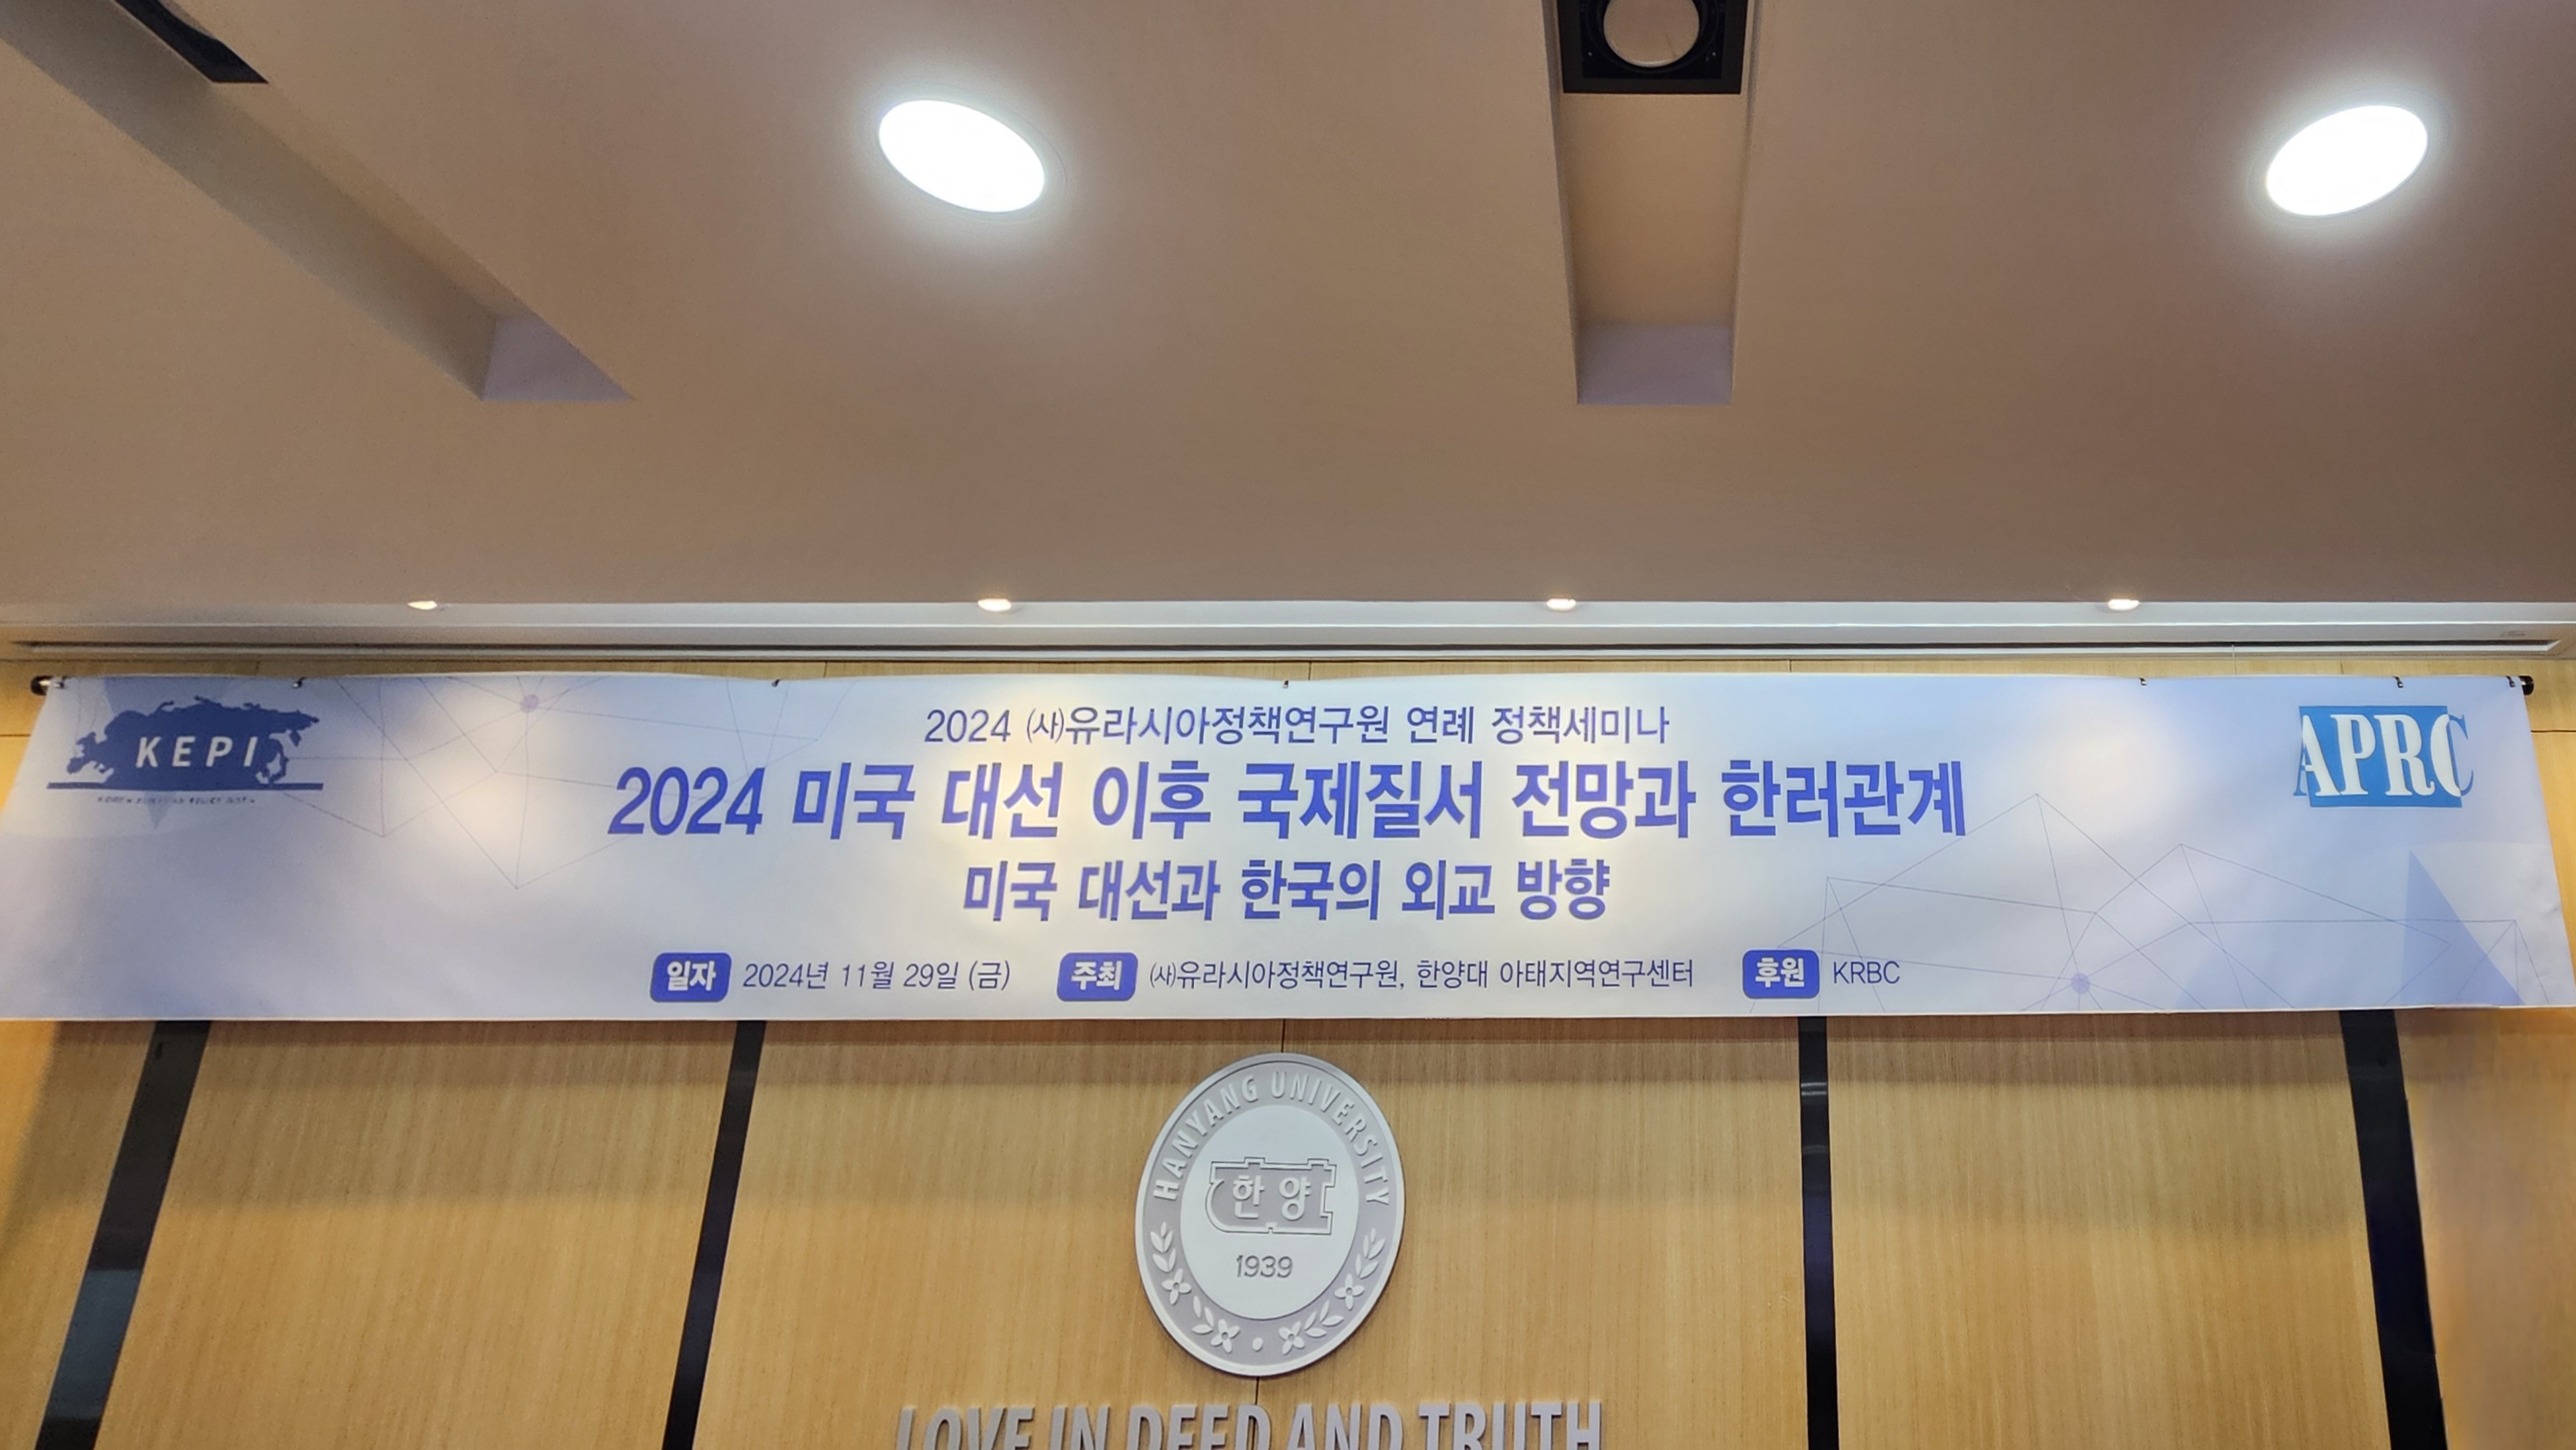 2024 ㈔유라시아정책연구원 연례 정책세미나
KEPI
APRC
2024 미국 대선 이후 국제질서 전망과 한러관계
미국 대선과 한국의 외교 방향
일자 2024년 11월 29일 (금) 주최 ㈔유라시아정책연구원, 한양대 아태지역연구센터 후원 KRBC
HANYANG UNIVERSITY
한양
1939
LOVE IN DEED AND TRUTH